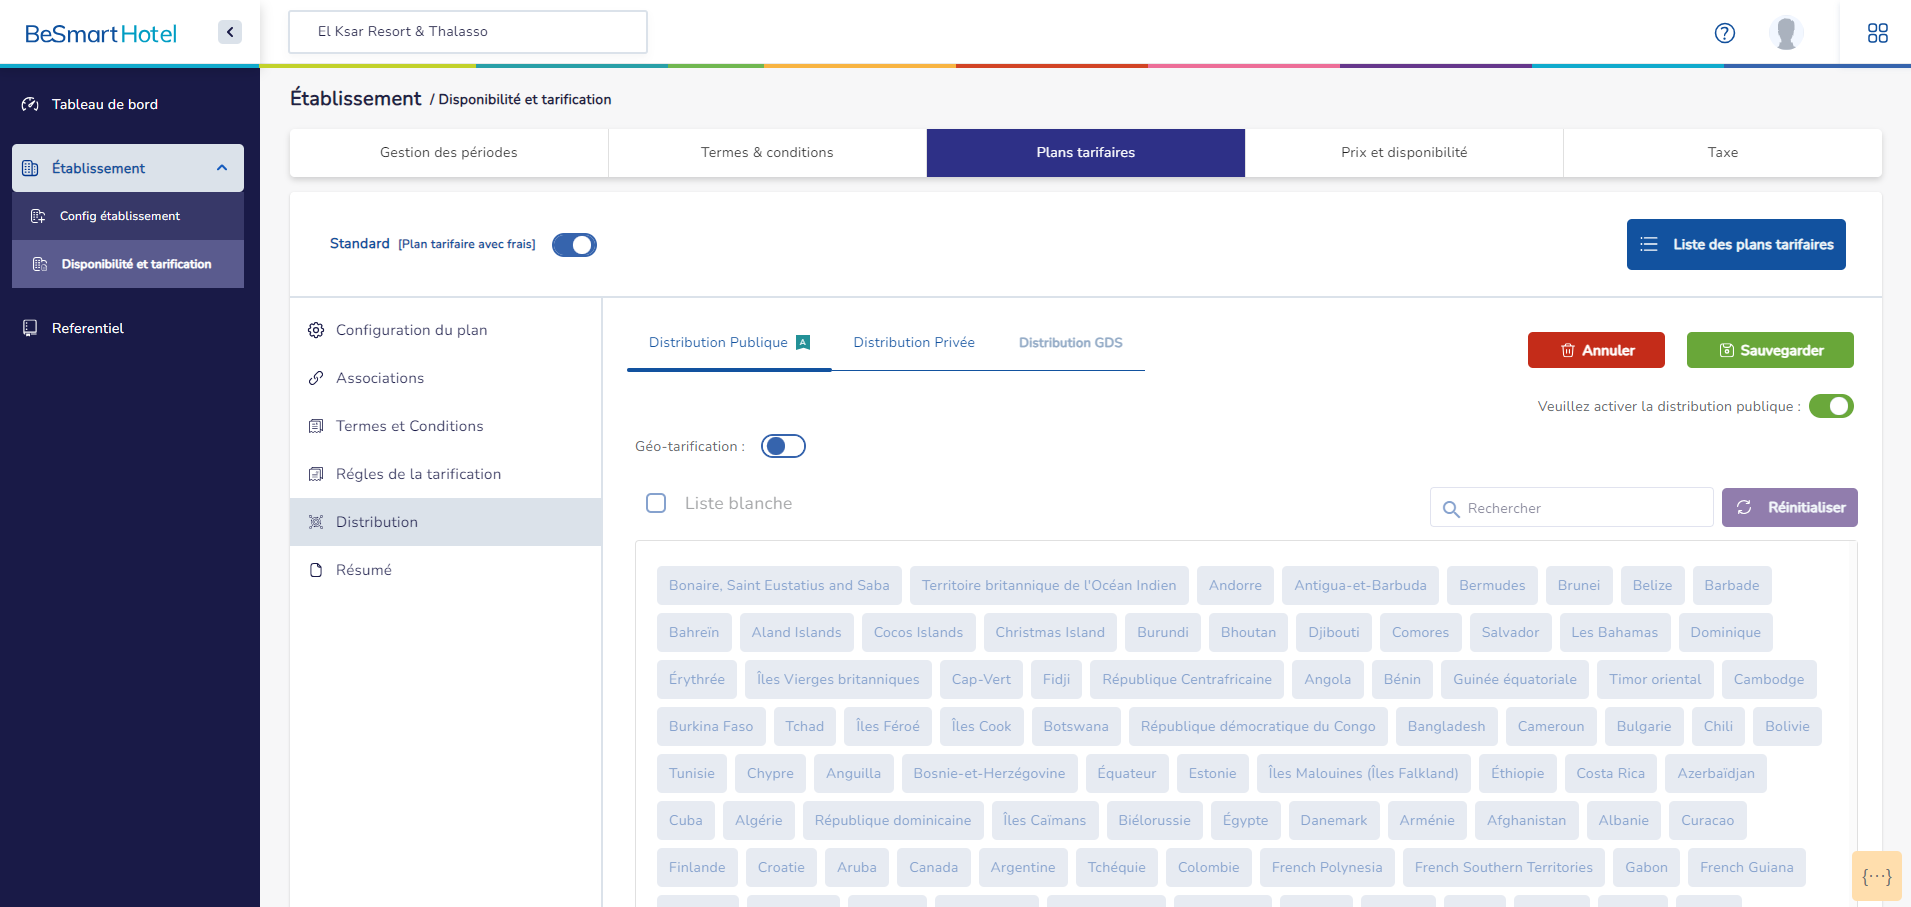 BeSmartHotel
El Ksar Resort & Thalasso
Tableau de bord
Établissement
Config établissement
Disponibilité et tarification
Referentiel
Établissement / Disponibilité et tarification
Gestion des périodes Termes & conditions Plans tarifaires Prix et disponibilité Taxe
Standard [Plan tarifaire avec frais] Liste des plans tarifaires
Configuration du plan
Associations
Termes et Conditions
Régles de la tarification
Distribution
Résumé
Distribution Publique A Distribution Privée Distribution GDS Annuler Sauvegarder
Veuillez activer la distribution publique :
Géo-tarification :
Liste blanche Rechercher Réinitialiser
Bonaire, Saint Eustatius and Saba Territoire britannique de l'Océan Indien Andorre Antigua-et-Barbuda Bermudes Brunei Belize Barbade
Bahreïn Aland Islands Cocos Islands Christmas Island Burundi Bhoutan Djibouti Comores Salvador Les Bahamas Dominique
Érythrée Îles Vierges britanniques Cap-Vert Fidji République Centrafricaine Angola Bénin Guinée équatoriale Timor oriental Cambodge
Burkina Faso Tchad Îles Féroé Îles Cook Botswana République démocratique du Congo Bangladesh Cameroun Bulgarie Chili Bolivie
Tunisie Chypre Anguilla Bosnie-et-Herzégovine Équateur Estonie Îles Malouines (Îles Falkland) Éthiopie Costa Rica Azerbaïdjan
Cuba Algérie République dominicaine Îles Caïmans Biélorussie Égypte Danemark Arménie Afghanistan Albanie Curacao
Finlande Croatie Aruba Canada Argentine Tchéquie Colombie French Polynesia French Southern Territories Gabon French Guiana
{···}